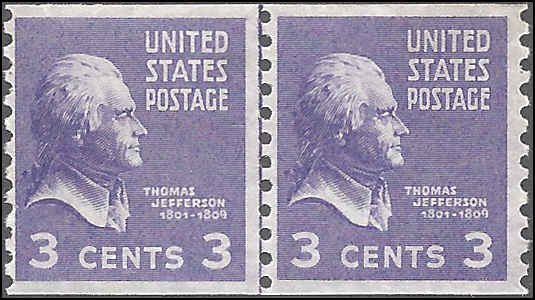 UNITED
STATES
POSTAGE
THOMAS
JEFFERSON
1801-1809
3 CENTS 3
UNITED
STATES
POSTAGE
THOMAS
JEFFERSON
1801-1809
3 CENTS 3